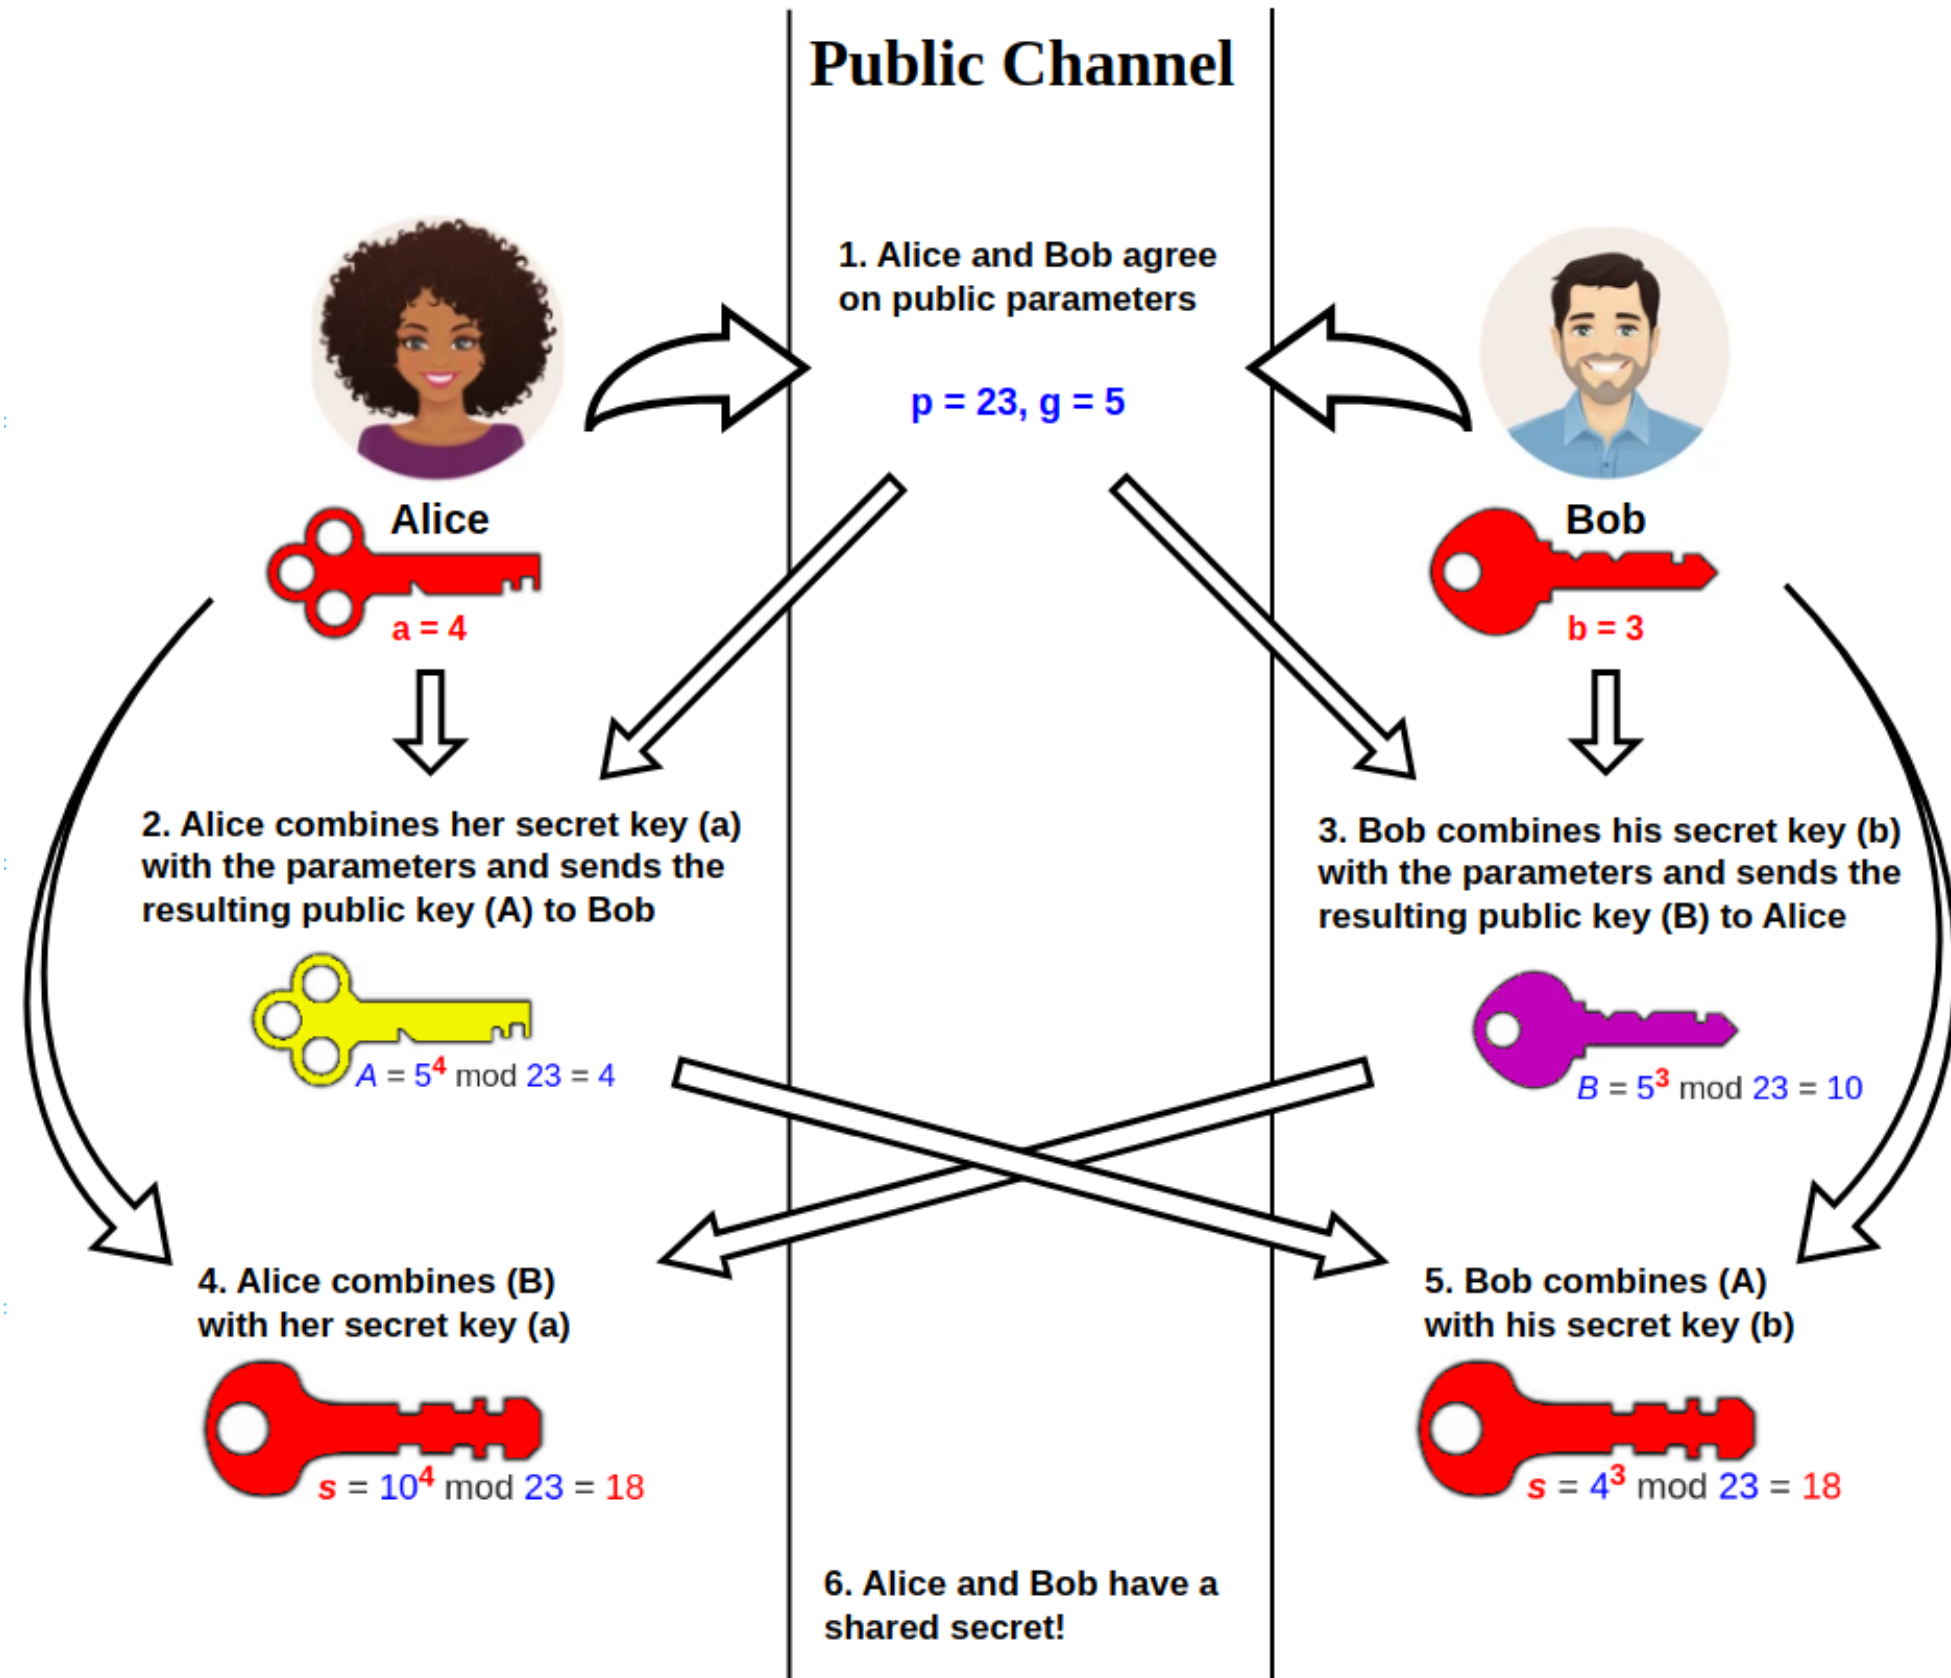 Public Channel
1. Alice and Bob agree
on public parameters
p = 23, g = 5
Alice
a = 4
Bob
b = 3
2. Alice combines her secret key (a)
with the parameters and sends the
resulting public key (A) to Bob
A = 5⁴ mod 23 = 4
3. Bob combines his secret key (b)
with the parameters and sends the
resulting public key (B) to Alice
B = 5³ mod 23 = 10
4. Alice combines (B)
with her secret key (a)
s = 10⁴ mod 23 = 18
5. Bob combines (A)
with his secret key (b)
s = 4³ mod 23 = 18
6. Alice and Bob have a
shared secret!